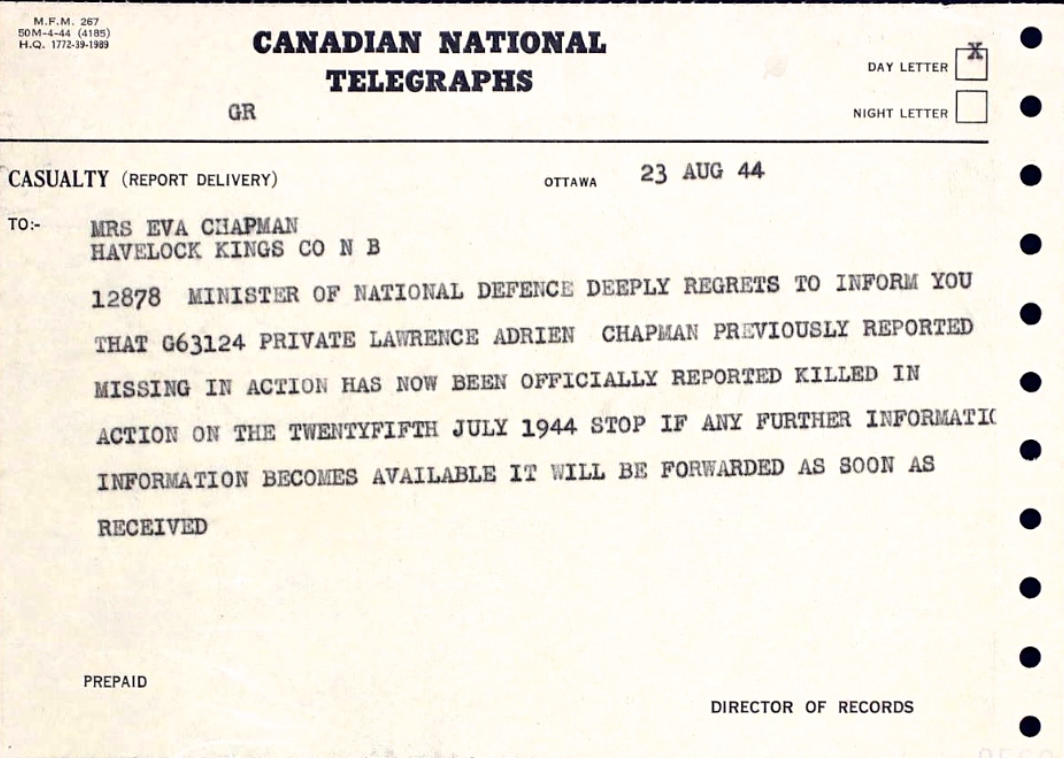 M.F.M. 267
50M-4-44 (4185)
H.Q. 1772-39-1989
CANADIAN NATIONAL
TELEGRAPHS
GR
DAY LETTER X
NIGHT LETTER
CASUALTY (REPORT DELIVERY) OTTAWA 23 AUG 44
TO:- MRS EVA CHAPMAN
HAVELOCK KINGS CO N B
12878 MINISTER OF NATIONAL DEFENCE DEEPLY REGRETS TO INFORM YOU
THAT G63124 PRIVATE LAWRENCE ADRIEN CHAPMAN PREVIOUSLY REPORTED
MISSING IN ACTION HAS NOW BEEN OFFICIALLY REPORTED KILLED IN
ACTION ON THE TWENTYFIFTH JULY 1944 STOP IF ANY FURTHER INFORMATIO
INFORMATION BECOMES AVAILABLE IT WILL BE FORWARDED AS SOON AS
RECEIVED
PREPAID
DIRECTOR OF RECORDS